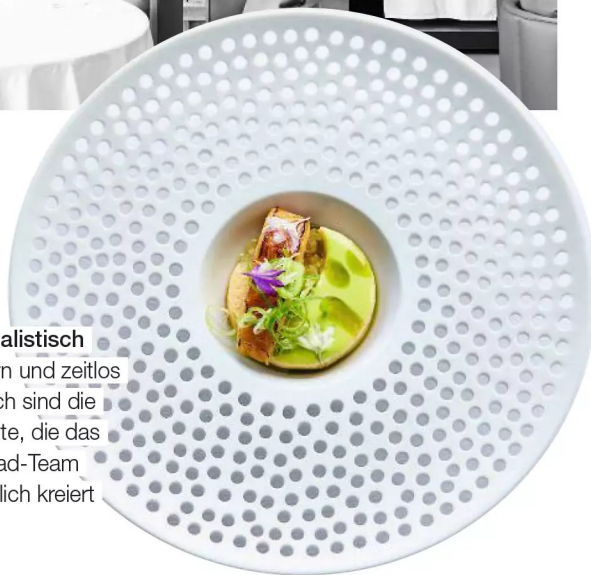 alistisch
n und zeitlos
ch sind die
te, die das
ad-Team
lich kreiert